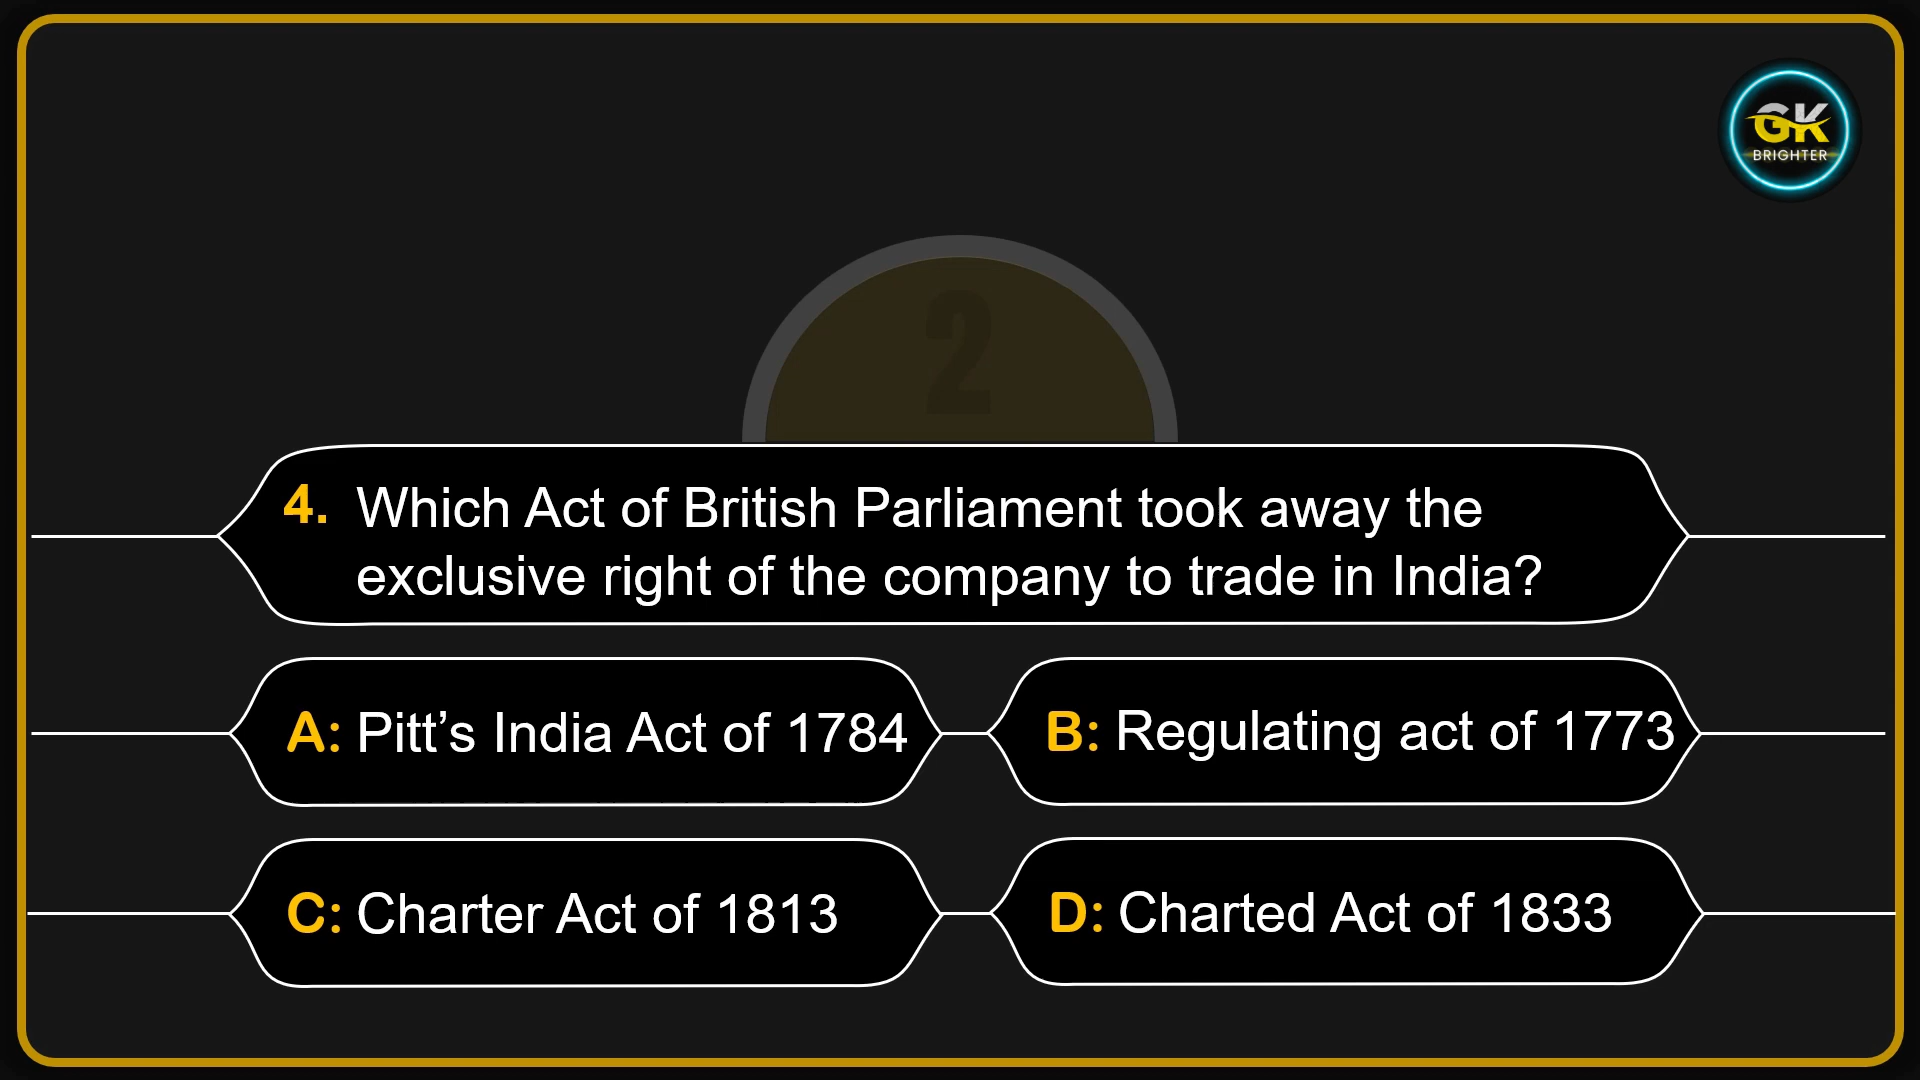 GK
BRIGHTER
2
4. Which Act of British Parliament took away the
exclusive right of the company to trade in India?
A: Pitt’s India Act of 1784
B: Regulating act of 1773
C: Charter Act of 1813
D: Charted Act of 1833